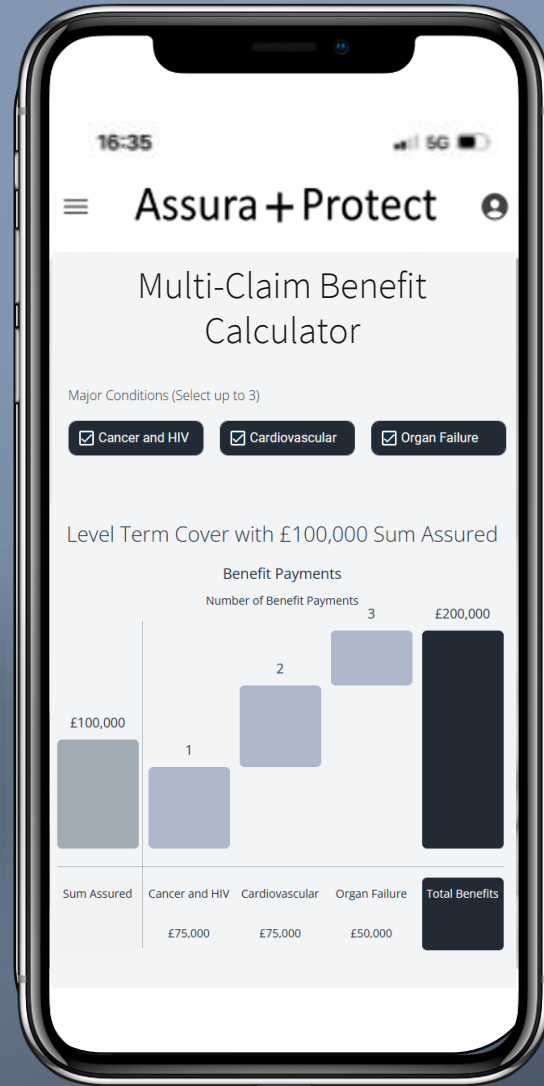 16:35
5G
Assura+Protect
Multi-Claim Benefit
Calculator
Major Conditions (Select up to 3)
Cancer and HIV
Cardiovascular
Organ Failure
Level Term Cover with £100,000 Sum Assured
Benefit Payments
Number of Benefit Payments
£100,000
1
2
3
£200,000
Sum Assured
Cancer and HIV
Cardiovascular
Organ Failure
Total Benefits
£75,000
£75,000
£50,000